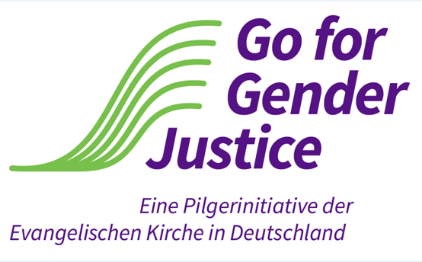 Go for
Gender
Justice
Eine Pilgerinitiative der
Evangelischen Kirche in Deutschland